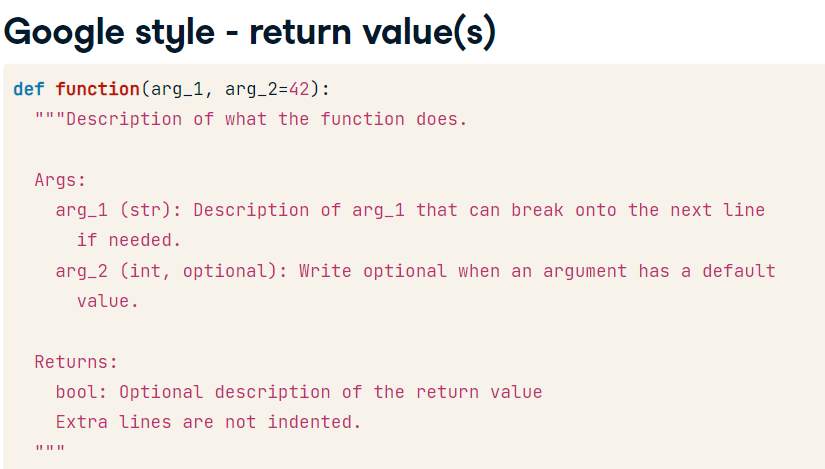 Google style - return value(s)
def function(arg_1, arg_2=42):
"""Description of what the function does.
Args:
arg_1 (str): Description of arg_1 that can break onto the next line
if needed.
arg_2 (int, optional): Write optional when an argument has a default
value.
Returns:
bool: Optional description of the return value
Extra lines are not indented.
"""